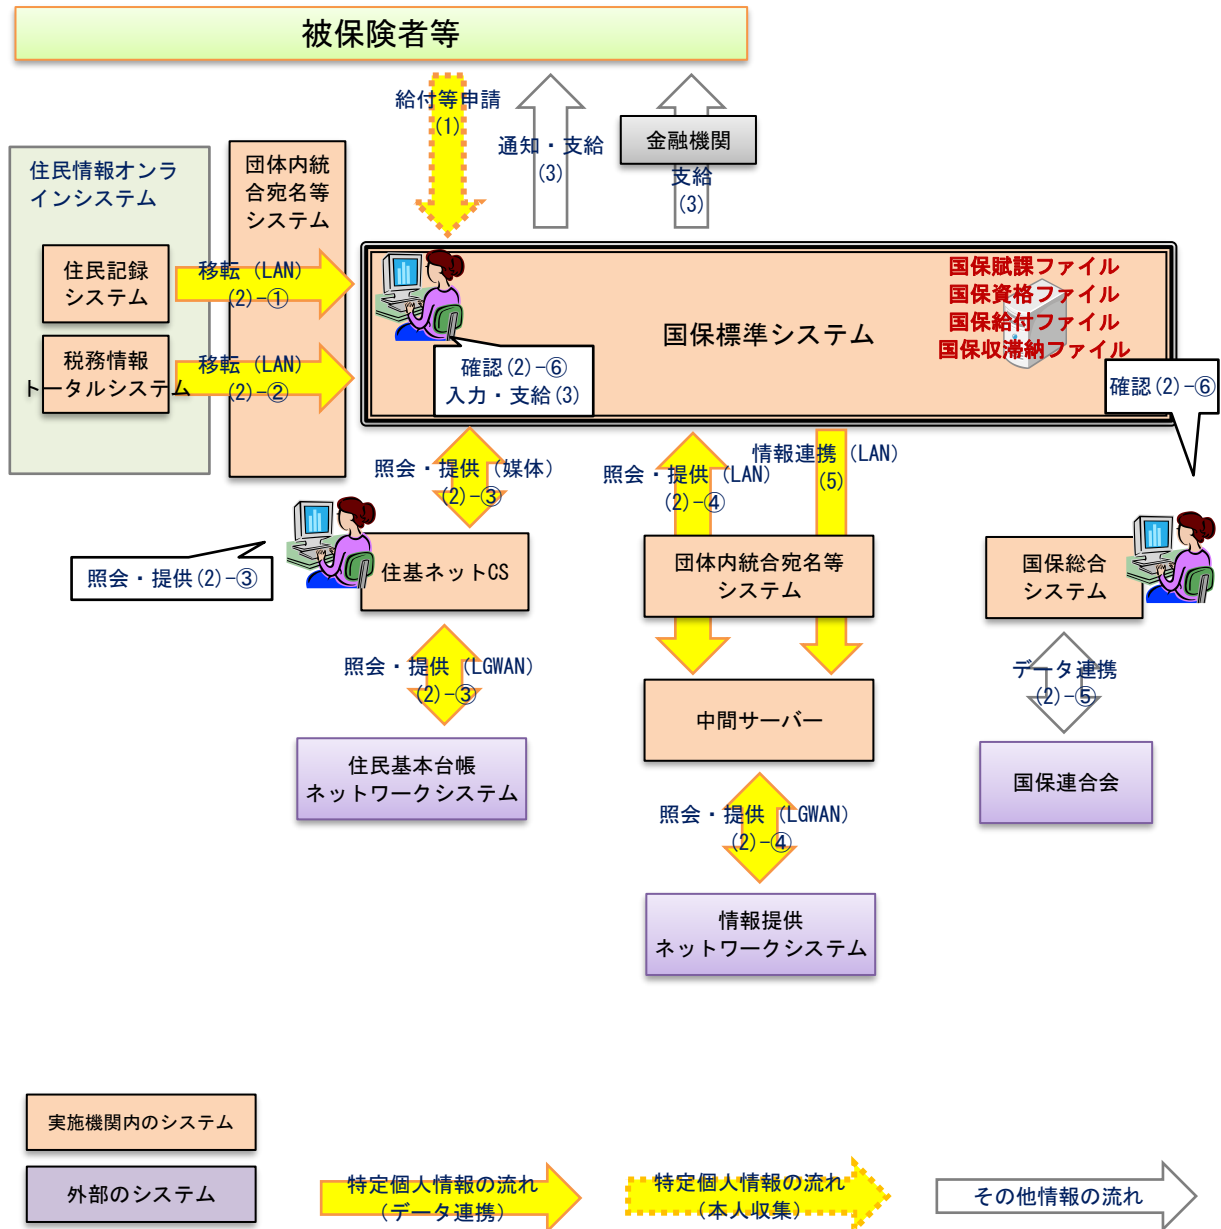 被保険者等
給付等申請
(1)
通知・支給
(3)
金融機関
支給
(3)
住民情報オンラ
インシステム
団体内統
合宛名等
システム
住民記録
システム
移転（LAN）
(2)-①
税務情報
トータルシステム
移転（LAN）
(2)-②
国保標準システム
国保賦課ファイル
国保資格ファイル
国保給付ファイル
国保収滞納ファイル
確認(2)-⑥
入力・支給(3)
確認(2)-⑥
照会・提供（媒体）
(2)-③
照会・提供（LAN）
(2)-④
情報連携（LAN）
(5)
照会・提供(2)-③
住基ネットCS
団体内統合宛名等
システム
国保総合
システム
照会・提供（LGWAN）
(2)-③
中間サーバー
データ連携
(2)-⑤
住民基本台帳
ネットワークシステム
国保連合会
照会・提供（LGWAN）
(2)-④
情報提供
ネットワークシステム
実施機関内のシステム
外部のシステム
特定個人情報の流れ
（データ連携）
特定個人情報の流れ
（本人収集）
その他情報の流れ